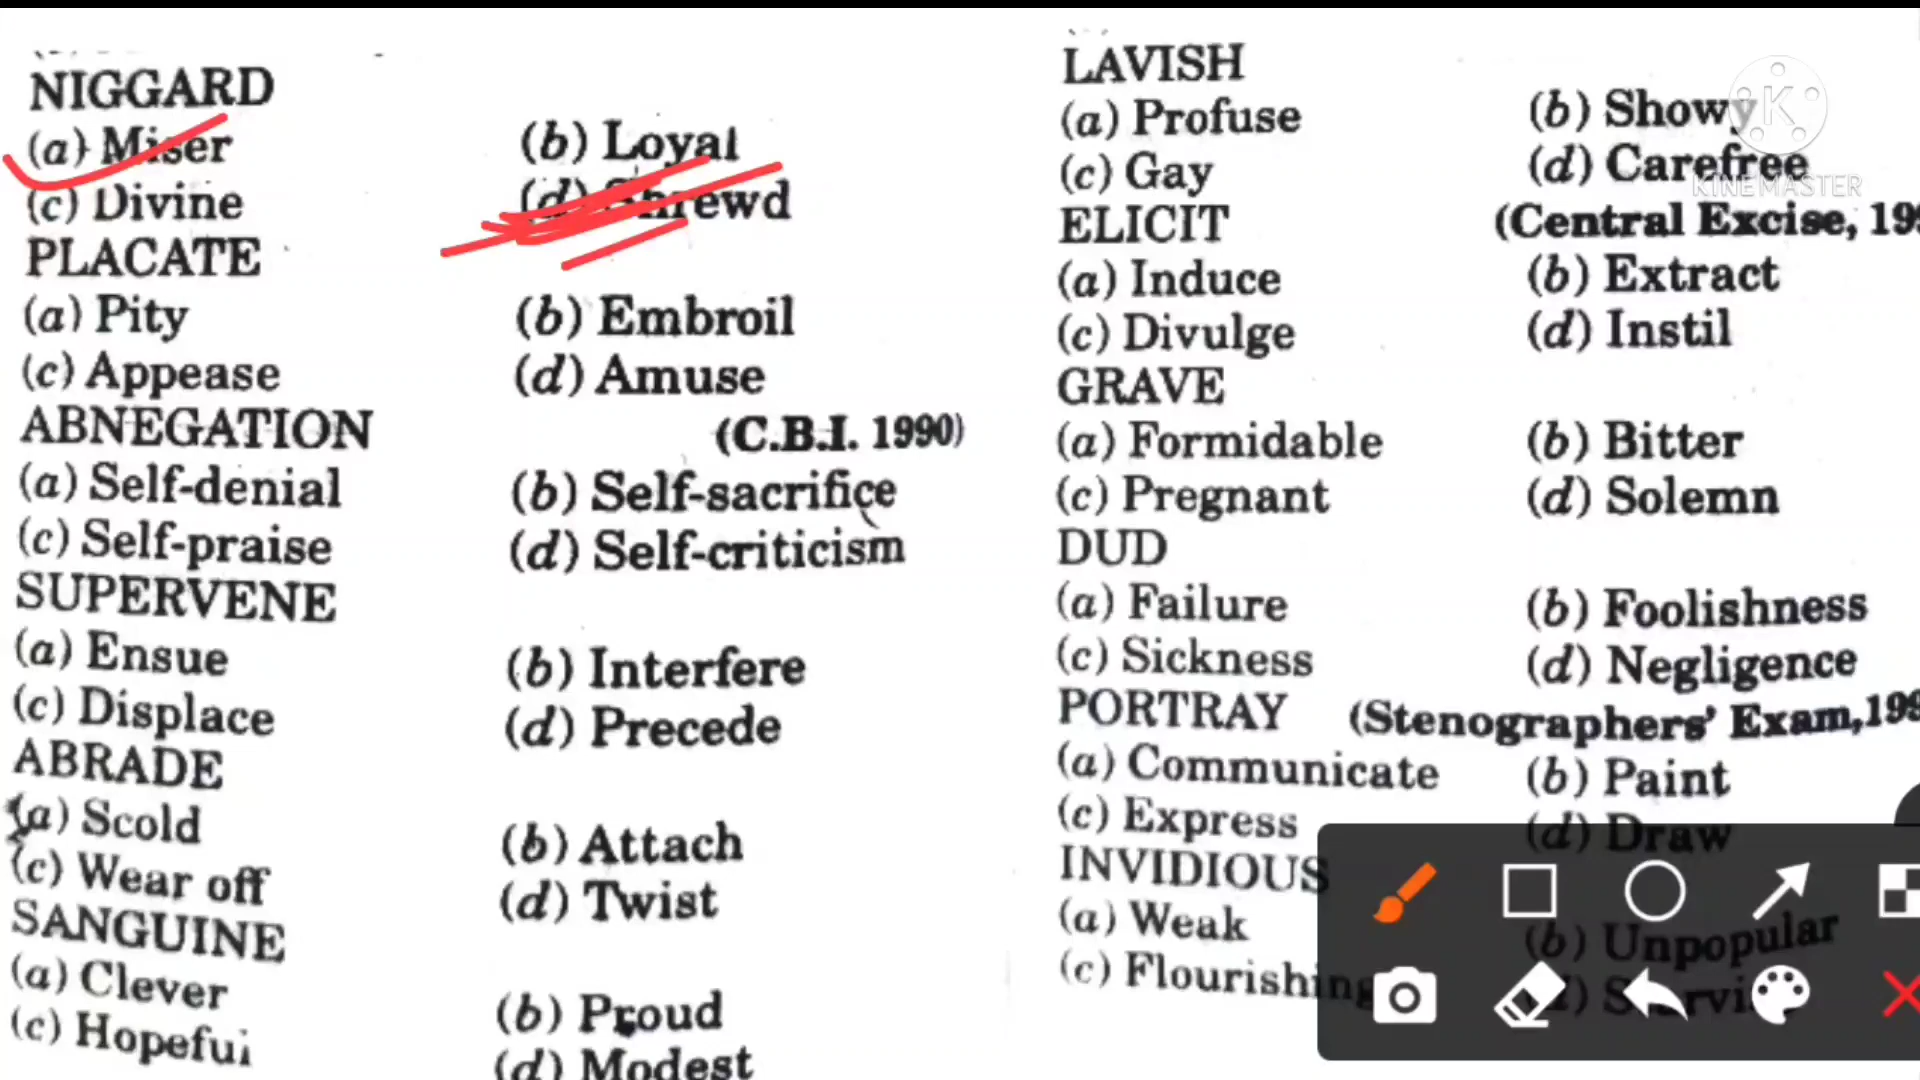 NIGGARD
(a) Miser (b) Loyal
(c) Divine (d) Shrewd
PLACATE
(a) Pity (b) Embroil
(c) Appease (d) Amuse
ABNEGATION (C.B.I. 1990)
(a) Self-denial (b) Self-sacrifice
(c) Self-praise (d) Self-criticism
SUPERVENE
(a) Ensue (b) Interfere
(c) Displace (d) Precede
ABRADE
(a) Scold (b) Attach
(c) Wear off (d) Twist
SANGUINE
(a) Clever (b) Proud
(c) Hopeful (d) Modest
LAVISH
(a) Profuse (b) Showy
(c) Gay (d) Carefree
ELICIT (Central Excise, 199
(a) Induce (b) Extract
(c) Divulge (d) Instil
GRAVE
(a) Formidable (b) Bitter
(c) Pregnant (d) Solemn
DUD
(a) Failure (b) Foolishness
(c) Sickness (d) Negligence
PORTRAY (Stenographers' Exam,199
(a) Communicate (b) Paint
(c) Express (d) Draw
INVIDIOUS
(a) Weak (b) Unpopular
(c) Flourishing
K
KINEMASTER